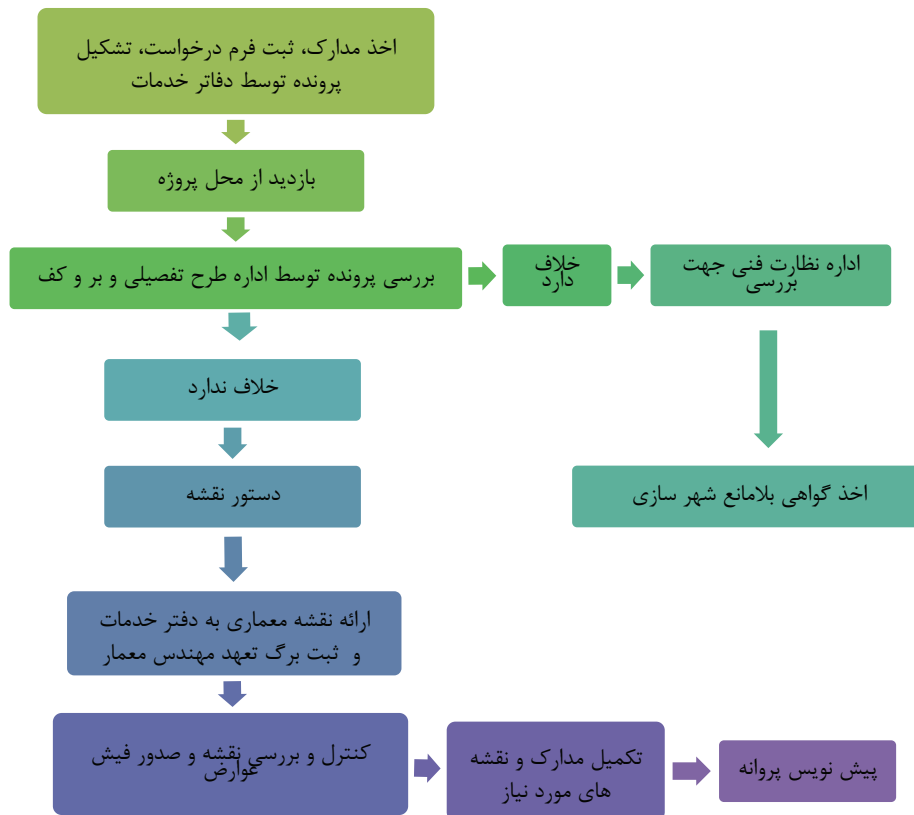 اخذ مدارک، ثبت فرم درخواست، تشکیل
پرونده توسط دفاتر خدمات
بازدید از محل پروژه
بررسی پرونده توسط اداره طرح تفصیلی و بر و کف
خلاف
دارد
اداره نظارت فنی جهت
بررسی
خلاف ندارد
دستور نقشه
اخذ گواهی بلامانع شهر سازی
ارائه نقشه معماری به دفتر خدمات
و ثبت برگ تعهد مهندس معمار
کنترل و بررسی نقشه و صدور فیش
عوارض
تکمیل مدارک و نقشه
های مورد نیاز
پیش نویس پروانه